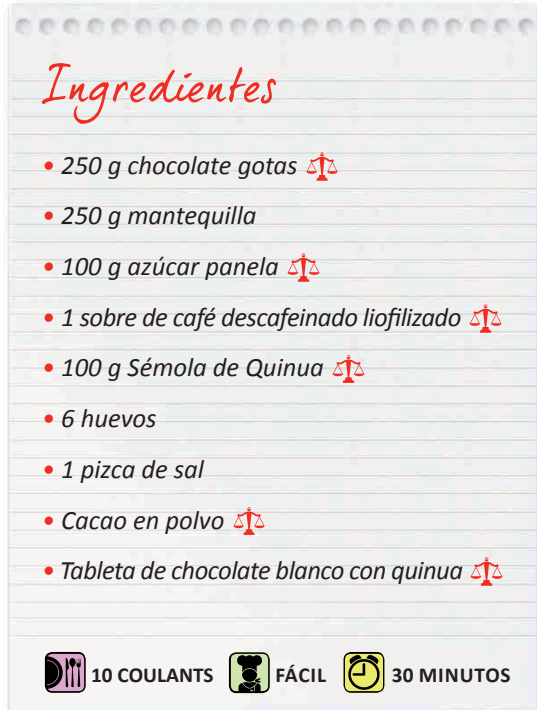 Ingredientes
• 250 g chocolate gotas
• 250 g mantequilla
• 100 g azúcar panela
• 1 sobre de café descafeinado liofilizado
• 100 g Sémola de Quinua
• 6 huevos
• 1 pizca de sal
• Cacao en polvo
• Tableta de chocolate blanco con quinua
10 COULANTS FÁCIL 30 MINUTOS